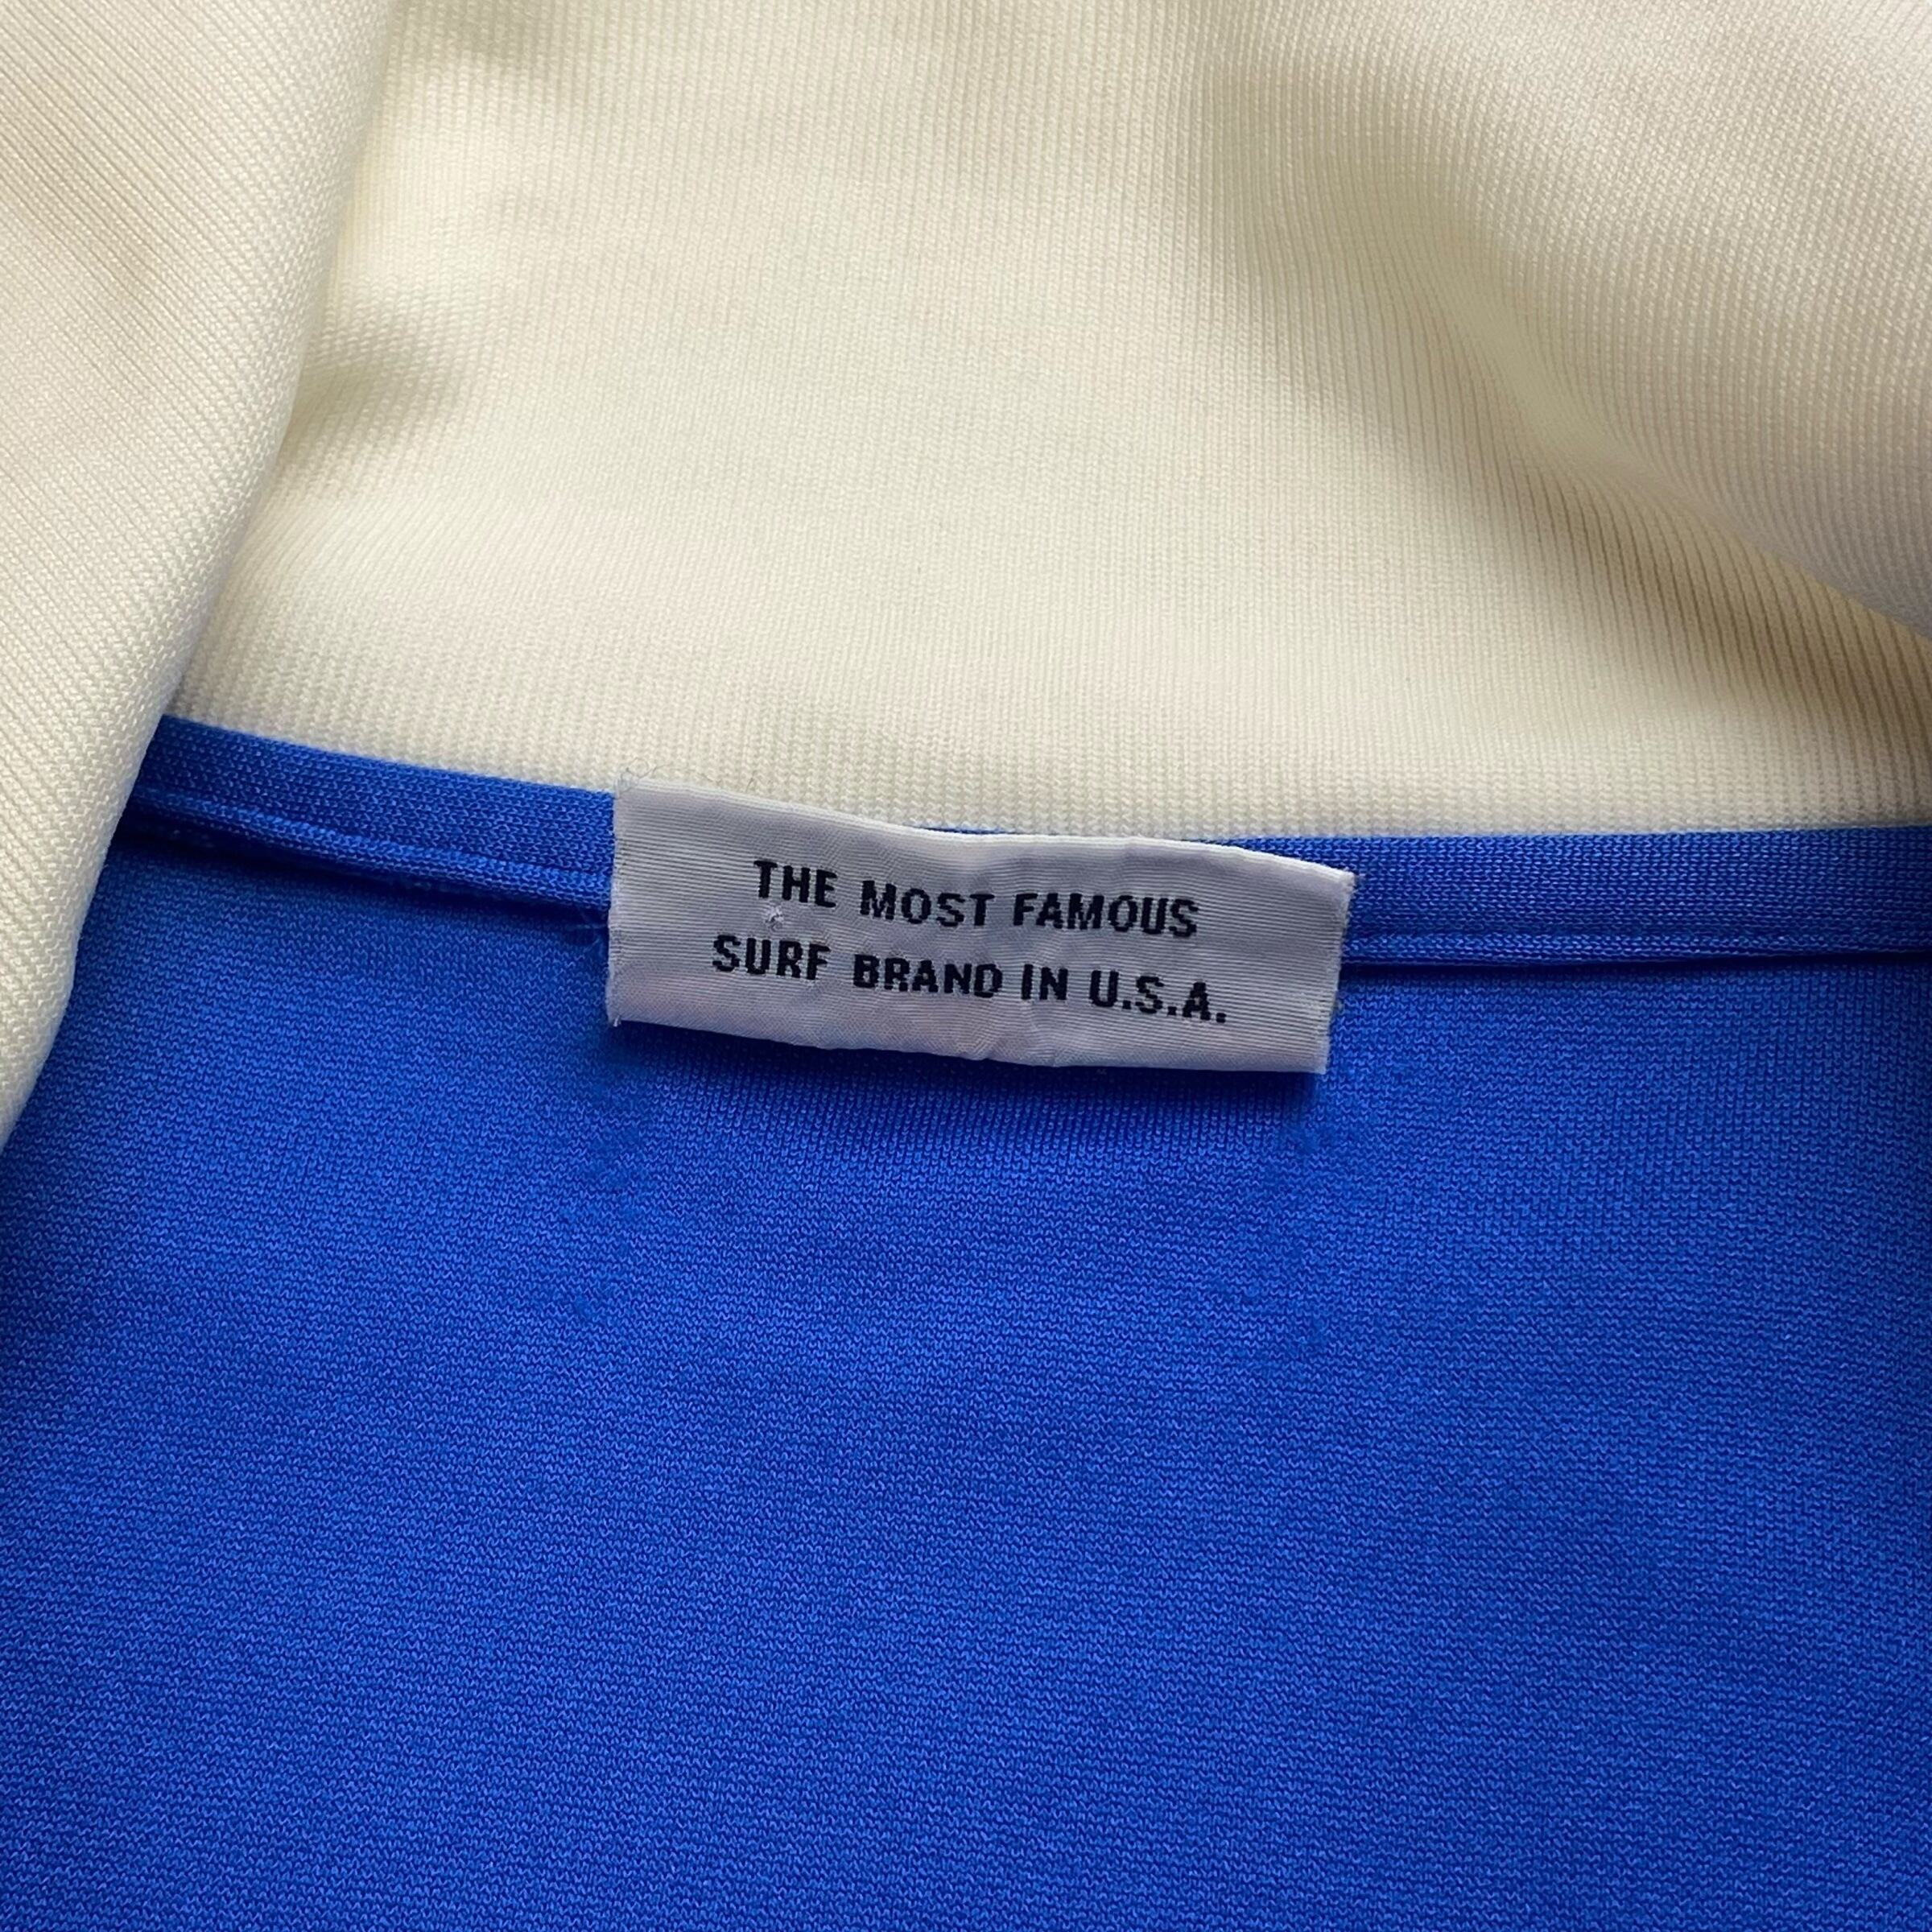 THE MOST FAMOUS
SURF BRAND IN U.S.A.